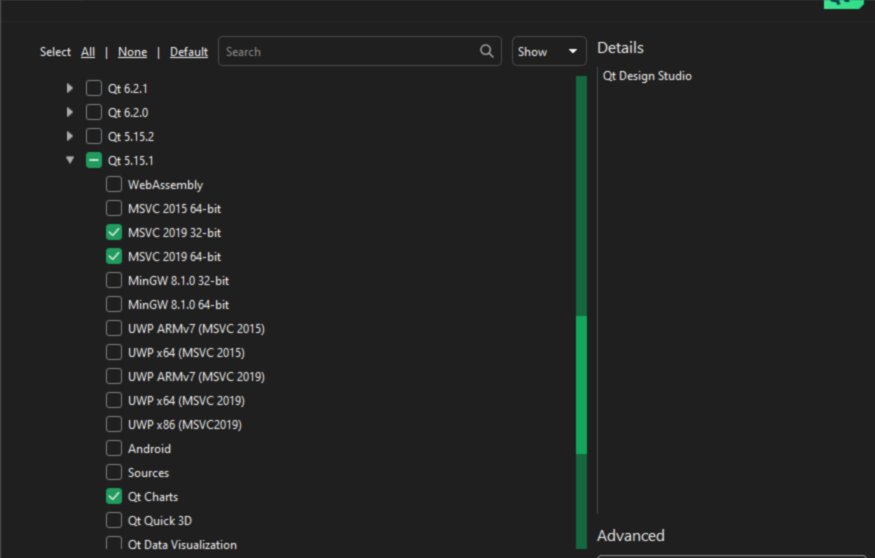 Select All | None | Default Search Show Details
Qt Design Studio
Qt 6.2.1
Qt 6.2.0
Qt 5.15.2
Qt 5.15.1
WebAssembly
MSVC 2015 64-bit
MSVC 2019 32-bit
MSVC 2019 64-bit
MinGW 8.1.0 32-bit
MinGW 8.1.0 64-bit
UWP ARMv7 (MSVC 2015)
UWP x64 (MSVC 2015)
UWP ARMv7 (MSVC 2019)
UWP x64 (MSVC 2019)
UWP x86 (MSVC2019)
Android
Sources
Qt Charts
Qt Quick 3D
Qt Data Visualization
Advanced